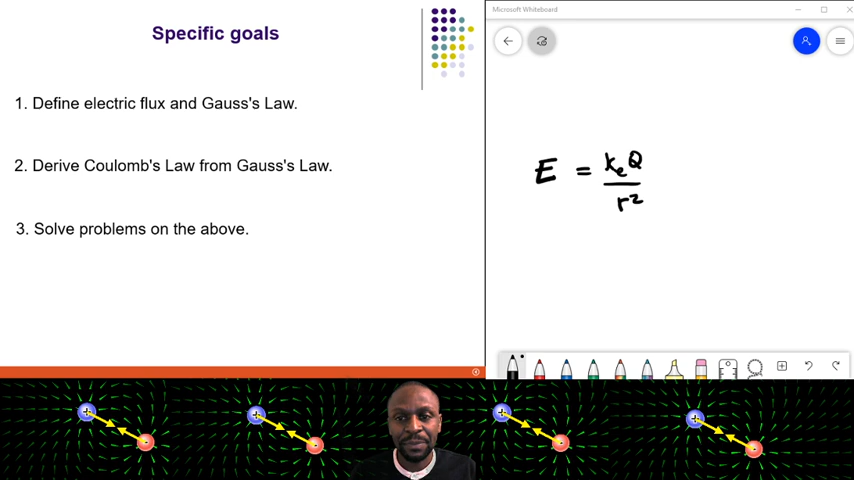 Specific goals
1. Define electric flux and Gauss's Law.
2. Derive Coulomb's Law from Gauss's Law.
3. Solve problems on the above.
Microsoft Whiteboard
E = kₑQ
r²